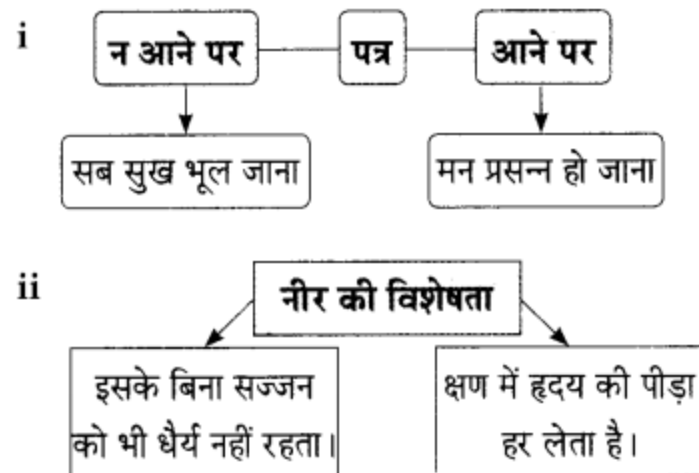 i
न आने पर पत्र आने पर
सब सुख भूल जाना मन प्रसन्न हो जाना
ii
नीर की विशेषता
इसके बिना सज्जन
को भी धैर्य नहीं रहता।
क्षण में हृदय की पीड़ा
हर लेता है।